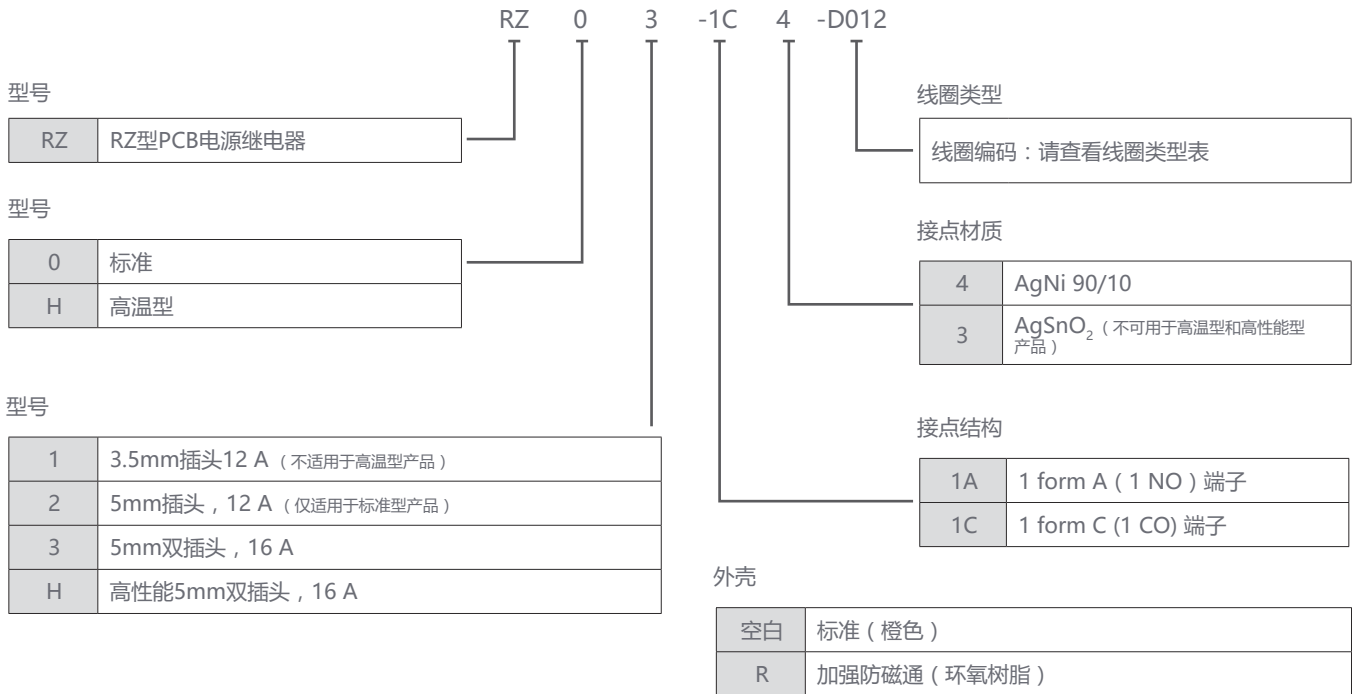 RZ 0 3 -1C 4 -D012
型号
RZ RZ型PCB电源继电器
型号
0 标准
H 高温型
型号
1 3.5mm插头12 A （不适用于高温型产品）
2 5mm插头，12 A （仅适用于标准型产品）
3 5mm双插头，16 A
H 高性能5mm双插头，16 A
线圈类型
线圈编码：请查看线圈类型表
接点材质
4 AgNi 90/10
3 AgSnO₂（不可用于高温型和高性能型
产品）
接点结构
1A 1 form A（1 NO）端子
1C 1 form C (1 CO) 端子
外壳
空白 标准（橙色）
R 加强防磁通（环氧树脂）